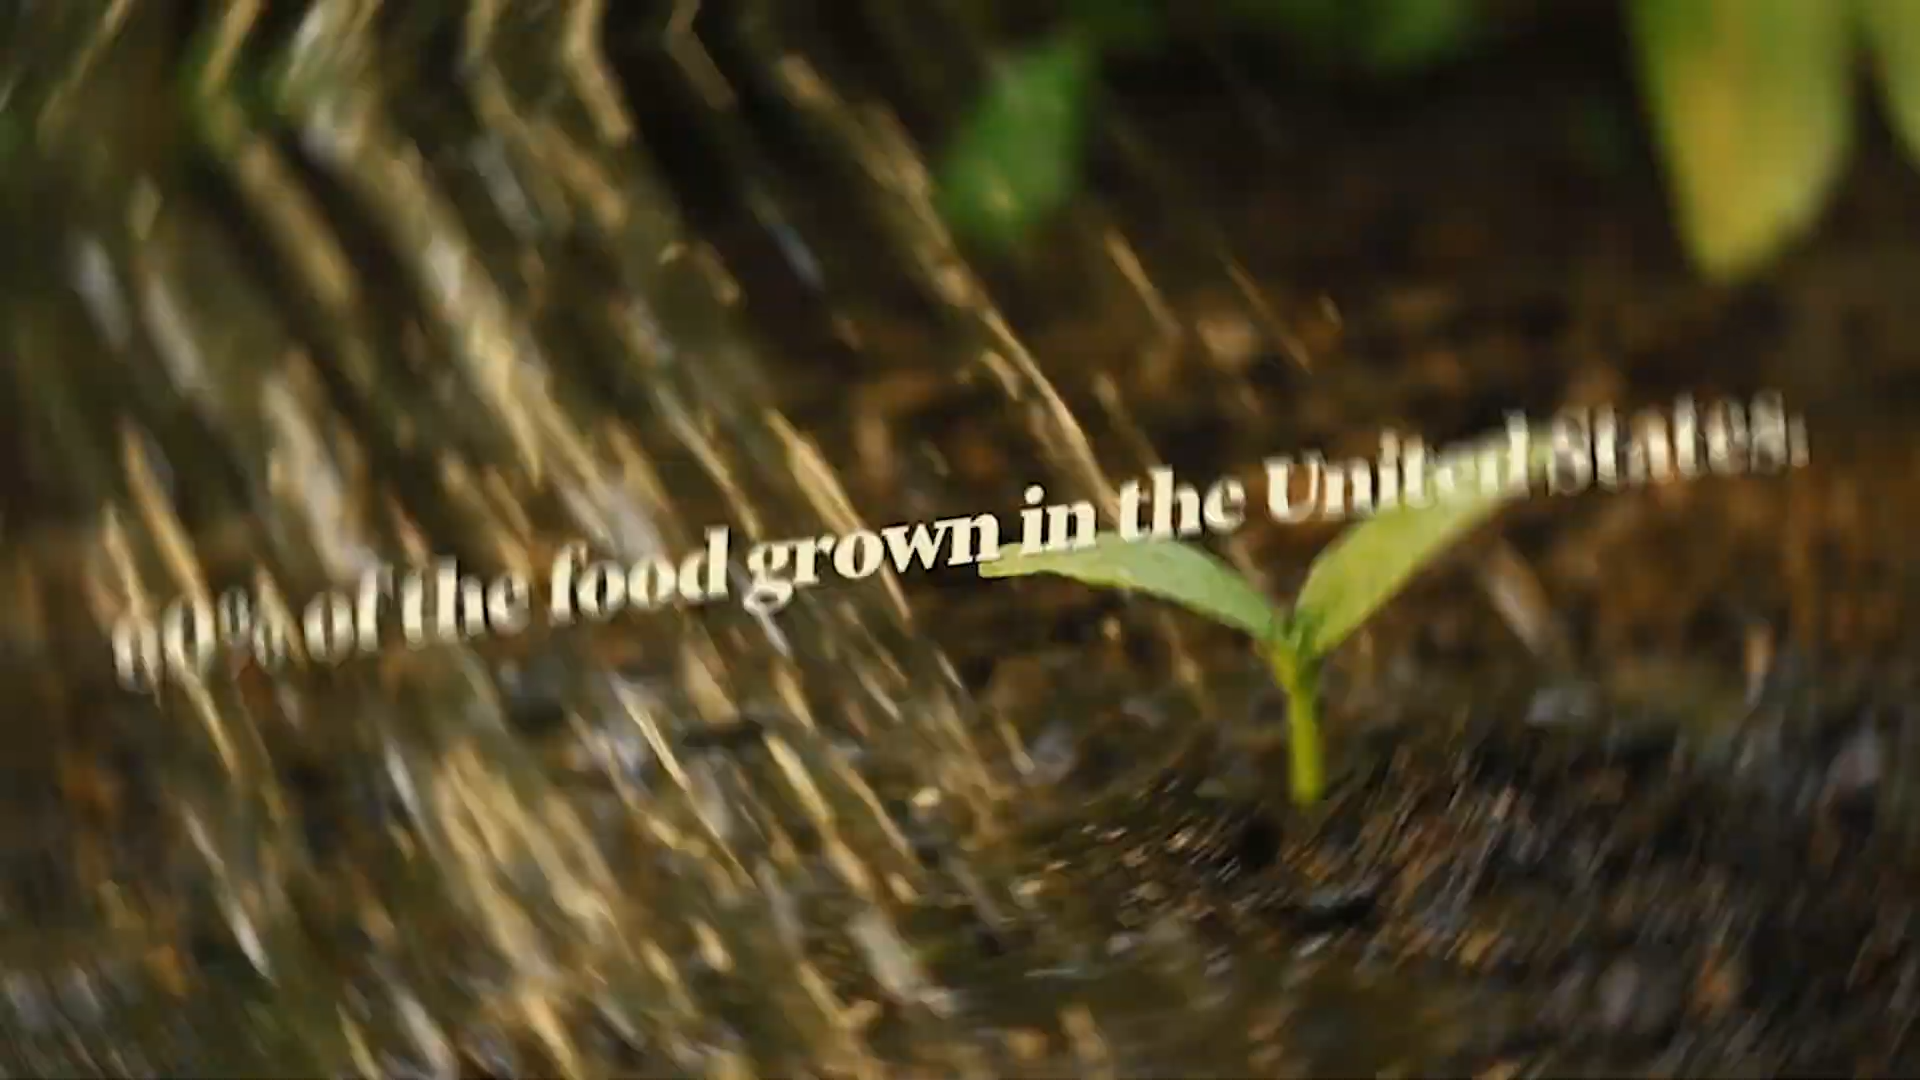 of the food grown in the United States